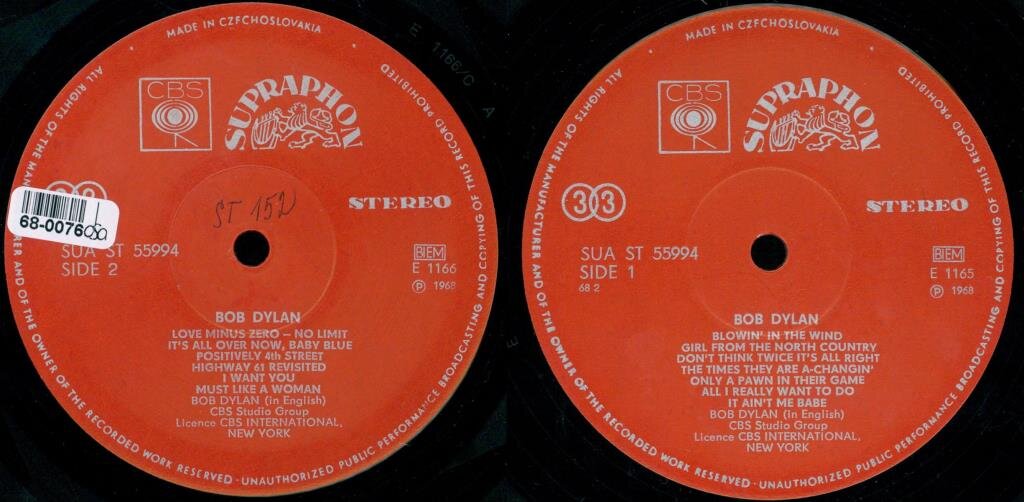 MADE IN CZECHOSLOVAKIA
ALL RIGHTS OF THE MANUFACTURER AND OF THE OWNER OF THE RECORDED WORK RESERVED - UNAUTHORIZED PUBLIC PERFORMANCE BROADCASTING AND COPYING OF THIS RECORD PROHIBITED
E 1166/C A
CBS
SUPRAPHON
68-0076
ST 152
STEREO
SUA ST 55994
SIDE 2
BIEM
E 1166
Ⓟ 1968
BOB DYLAN
LOVE MINUS ZERO – NO LIMIT
IT'S ALL OVER NOW, BABY BLUE
POSITIVELY 4th STREET
HIGHWAY 61 REVISITED
I WANT YOU
MUST LIKE A WOMAN
BOB DYLAN (in English)
CBS Studio Group
Licence CBS INTERNATIONAL,
NEW YORK
MADE IN CZECHOSLOVAKIA
ALL RIGHTS OF THE MANUFACTURER AND OF THE OWNER OF THE RECORDED WORK RESERVED - UNAUTHORIZED PUBLIC PERFORMANCE BROADCASTING AND COPYING OF THIS RECORD PROHIBITED
CBS
SUPRAPHON
33
STEREO
SUA ST 55994
SIDE 1
68 2
BIEM
E 1165
Ⓟ 1968
BOB DYLAN
BLOWIN' IN THE WIND
GIRL FROM THE NORTH COUNTRY
DON'T THINK TWICE IT'S ALL RIGHT
THE TIMES THEY ARE A-CHANGIN'
ONLY A PAWN IN THEIR GAME
ALL I REALLY WANT TO DO
IT AIN'T ME BABE
BOB DYLAN (in English)
CBS Studio Group
Licence CBS INTERNATIONAL,
NEW YORK